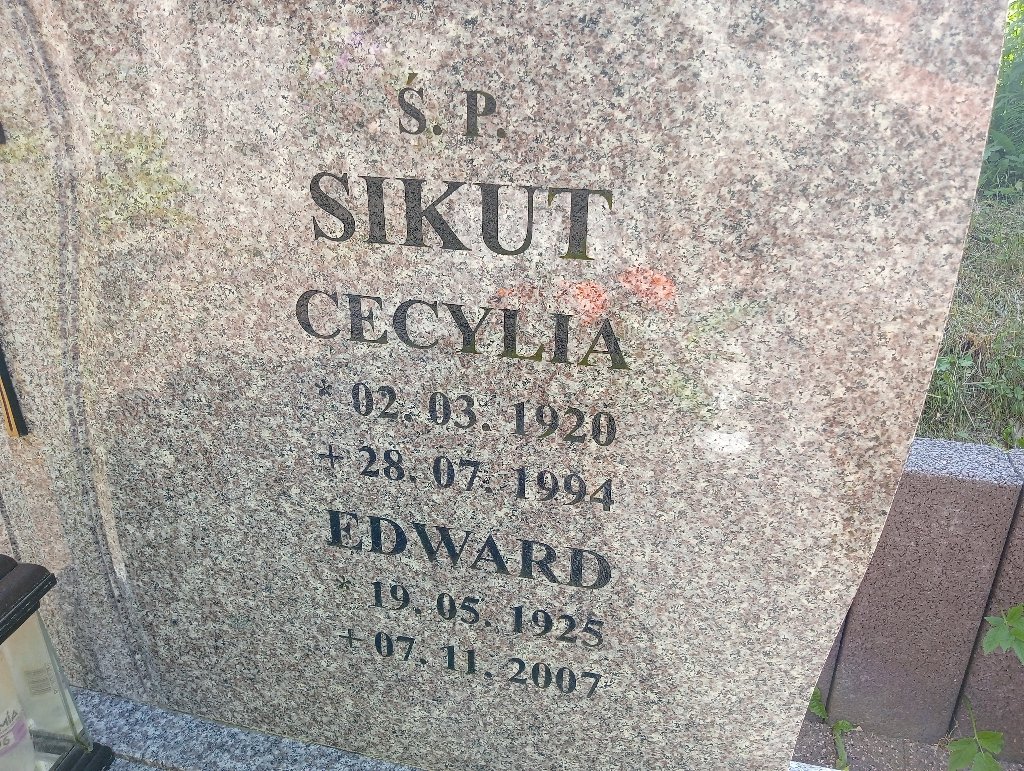 Ś. P.
SIKUT
CECYLIA
* 02. 03. 1920
+ 28. 07. 1994
EDWARD
* 19. 05. 1925
+ 07. 11. 2007